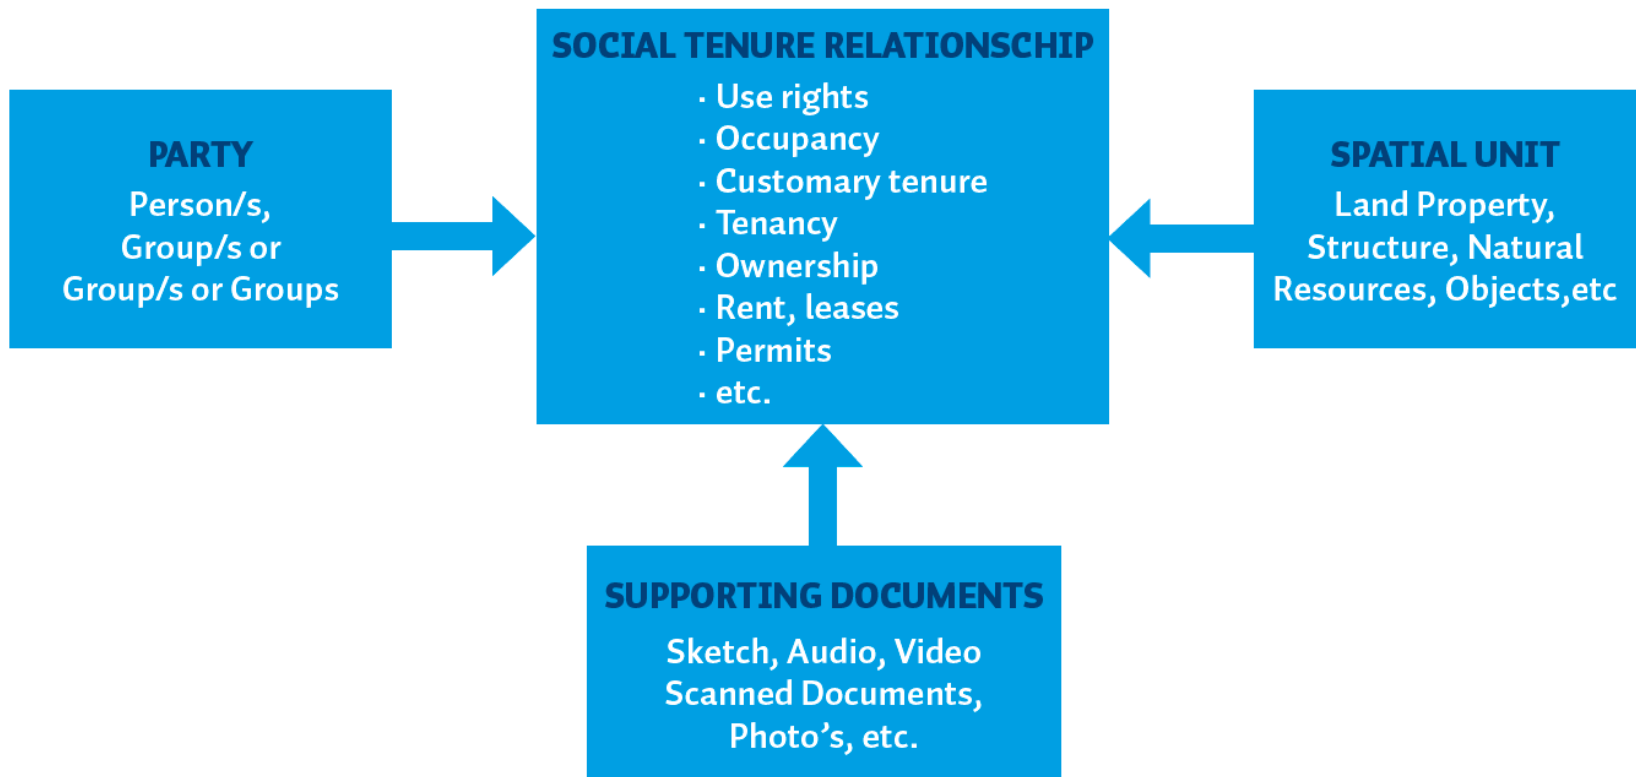 SOCIAL TENURE RELATIONSCHIP
· Use rights
· Occupancy
· Customary tenure
· Tenancy
· Ownership
· Rent, leases
· Permits
· etc.
PARTY
Person/s,
Group/s or
Group/s or Groups
SPATIAL UNIT
Land Property,
Structure, Natural
Resources, Objects,etc
SUPPORTING DOCUMENTS
Sketch, Audio, Video
Scanned Documents,
Photo’s, etc.